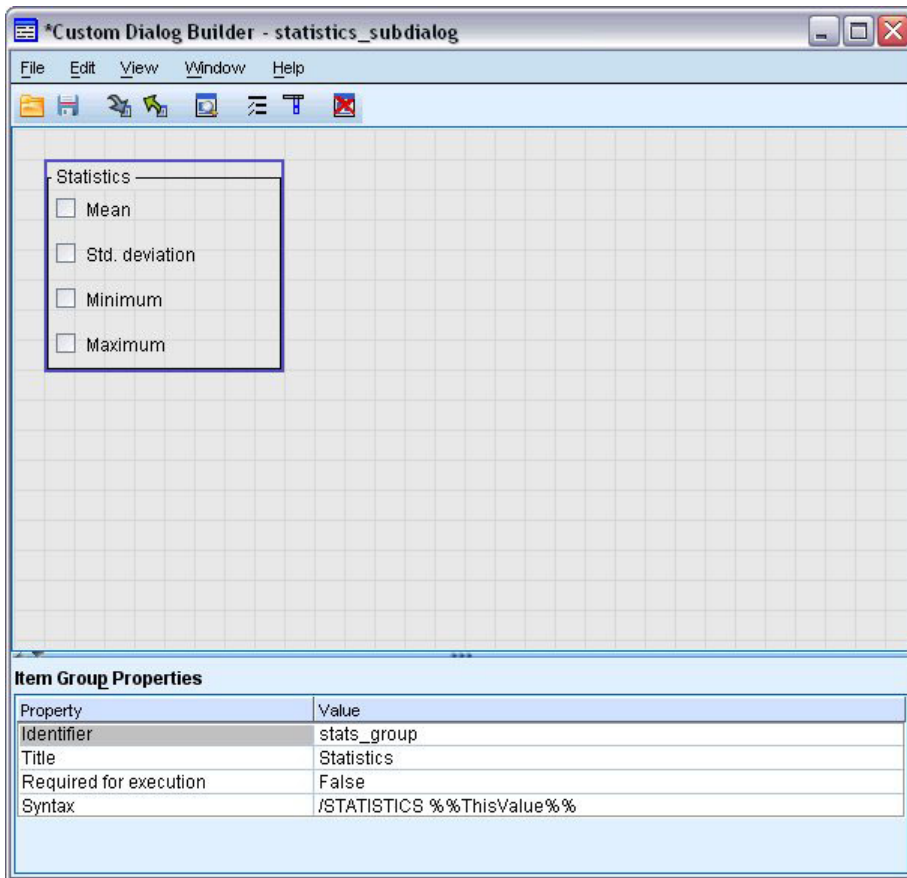 *Custom Dialog Builder - statistics_subdialog
File Edit View Window Help
Statistics
Mean
Std. deviation
Minimum
Maximum
Item Group Properties
Property Value
Identifier stats_group
Title Statistics
Required for execution False
Syntax /STATISTICS %%ThisValue%%